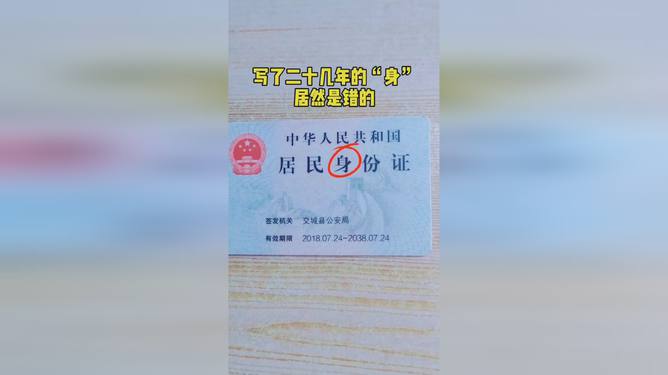 写了二十几年的“身”
居然是错的
中华人民共和国
居民身份证
签发机关 交城县公安局
有效期限 2018.07.24-2038.07.24